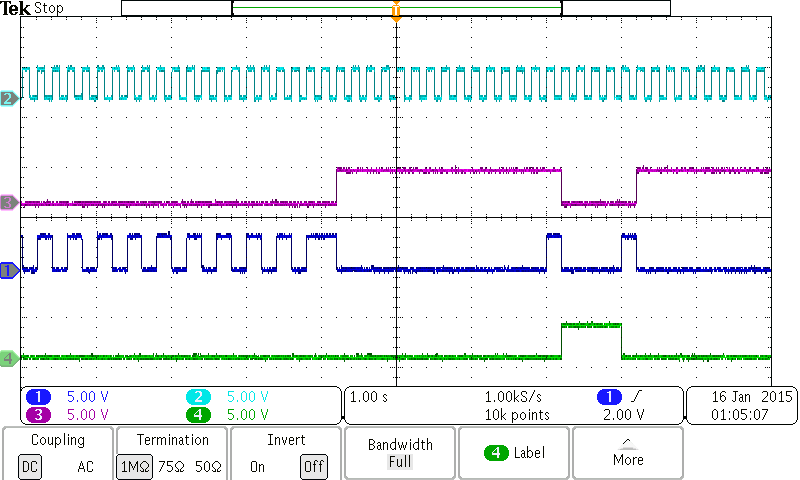 Tek Stop
T
2
3
1
4
1 5.00 V 2 5.00 V 1.00 s 1.00kS/s 1 2.00 V 16 Jan 2015
3 5.00 V 4 5.00 V 10k points 01:05:07
Coupling Termination Invert Bandwidth 4 Label More
DC AC 1MΩ 75Ω 50Ω On Off Full